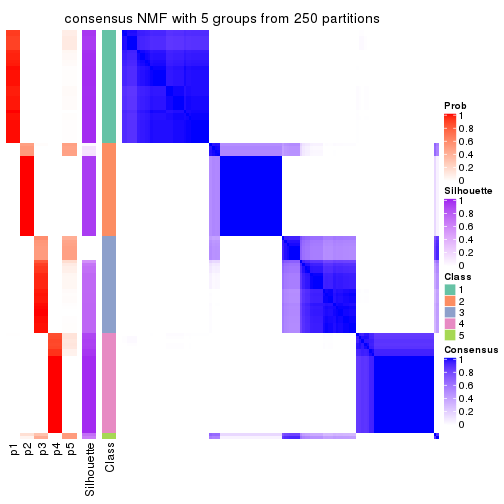 consensus NMF with 5 groups from 250 partitions
Prob
1
0.8
0.6
0.4
0.2
0
Silhouette
1
0.8
0.6
0.4
0.2
0
Class
1
2
3
4
5
Consensus
1
0.8
0.6
0.4
0.2
0
p1
p2
p3
p4
p5
Silhouette
Class